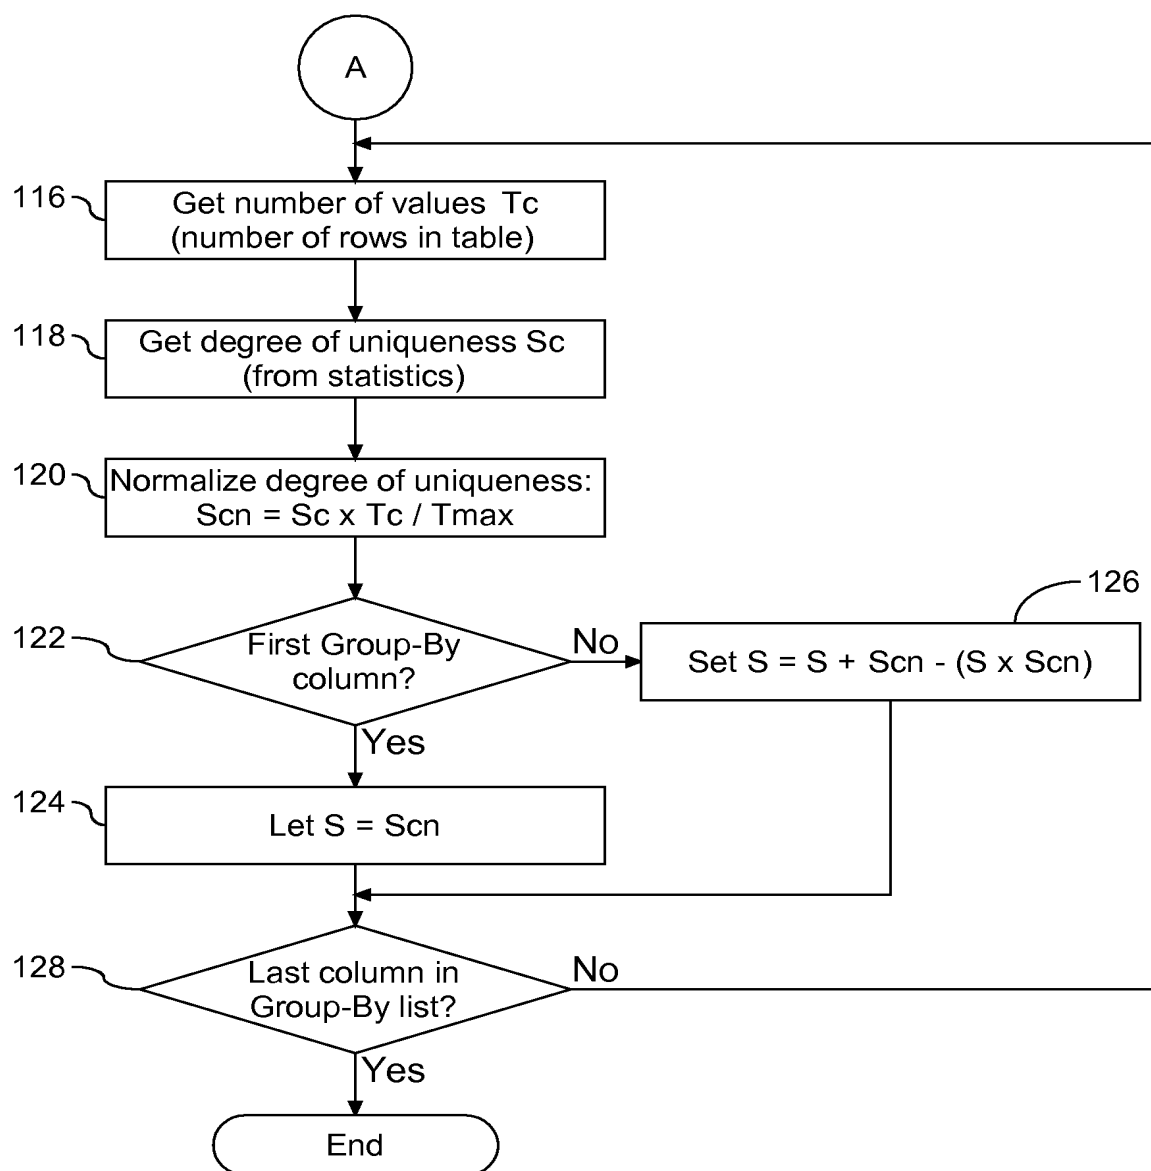 A
116
Get number of values Tc
(number of rows in table)
118
Get degree of uniqueness Sc
(from statistics)
120
Normalize degree of uniqueness:
Scn = Sc x Tc / Tmax
126
122
First Group-By
column?
No
Set S = S + Scn - (S x Scn)
Yes
124
Let S = Scn
128
Last column in
Group-By list?
No
Yes
End